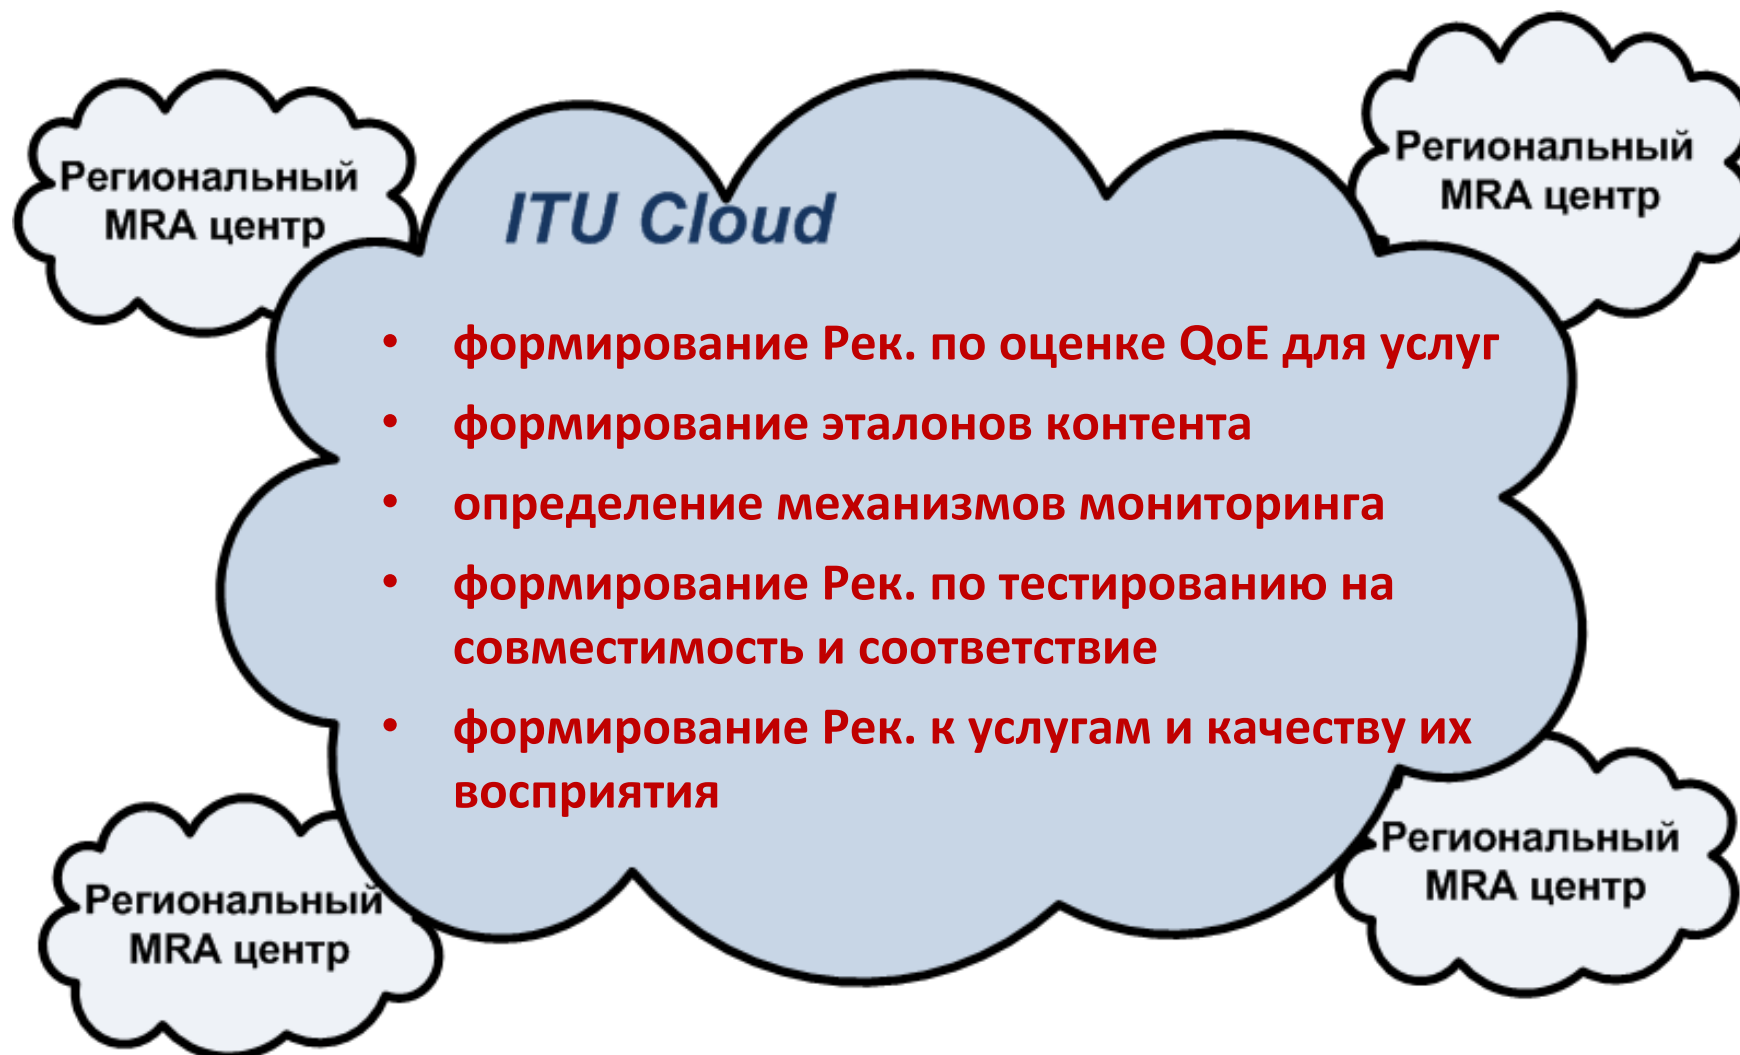 Региональный
MRA центр
Региональный
MRA центр
ITU Cloud
• формирование Рек. по оценке QoE для услуг
• формирование эталонов контента
• определение механизмов мониторинга
• формирование Рек. по тестированию на
совместимость и соответствие
• формирование Рек. к услугам и качеству их
восприятия
Региональный
MRA центр
Региональный
MRA центр